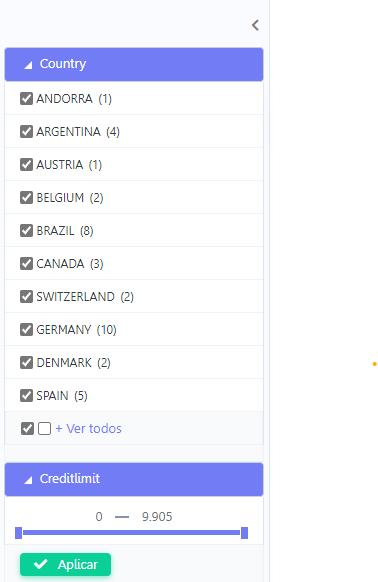 Country
ANDORRA (1)
ARGENTINA (4)
AUSTRIA (1)
BELGIUM (2)
BRAZIL (8)
CANADA (3)
SWITZERLAND (2)
GERMANY (10)
DENMARK (2)
SPAIN (5)
+ Ver todos
Creditlimit
0 — 9.905
Aplicar